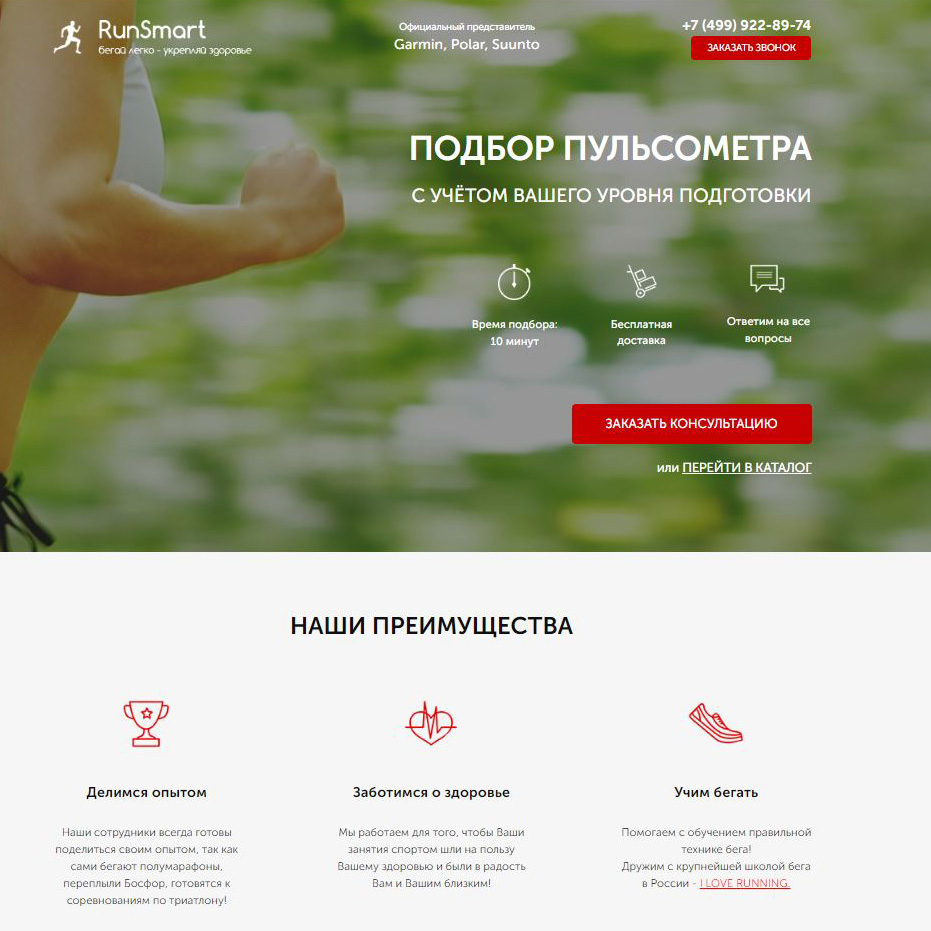 RunSmart
бегай легко - укрепляй здоровье
Официальный представитель
Garmin, Polar, Suunto
+7 (499) 922-89-74
ЗАКАЗАТЬ ЗВОНОК
ПОДБОР ПУЛЬСОМЕТРА
С УЧЁТОМ ВАШЕГО УРОВНЯ ПОДГОТОВКИ
Время подбора:
10 минут
Бесплатная
доставка
Ответим на все
вопросы
ЗАКАЗАТЬ КОНСУЛЬТАЦИЮ
или ПЕРЕЙТИ В КАТАЛОГ
НАШИ ПРЕИМУЩЕСТВА
Делимся опытом
Наши сотрудники всегда готовы
поделиться своим опытом, так как
сами бегают полумарафоны,
переплыли Босфор, готовятся к
соревнованиям по триатлону!
Заботимся о здоровье
Мы работаем для того, чтобы Ваши
занятия спортом шли на пользу
Вашему здоровью и были в радость
Вам и Вашим близким!
Учим бегать
Помогаем с обучением правильной
технике бега!
Дружим с крупнейшей школой бега
в России - I LOVE RUNNING.